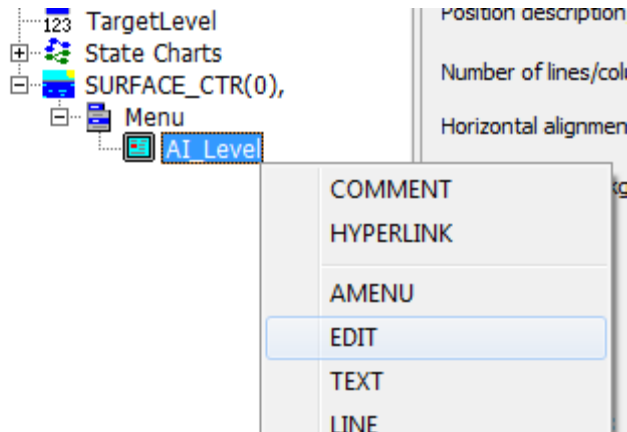 123 TargetLevel
State Charts
SURFACE_CTR(0),
Menu
AI_Level
Position description
Number of lines/col
Horizontal alignmen
COMMENT
HYPERLINK
AMENU
EDIT
TEXT
LINE